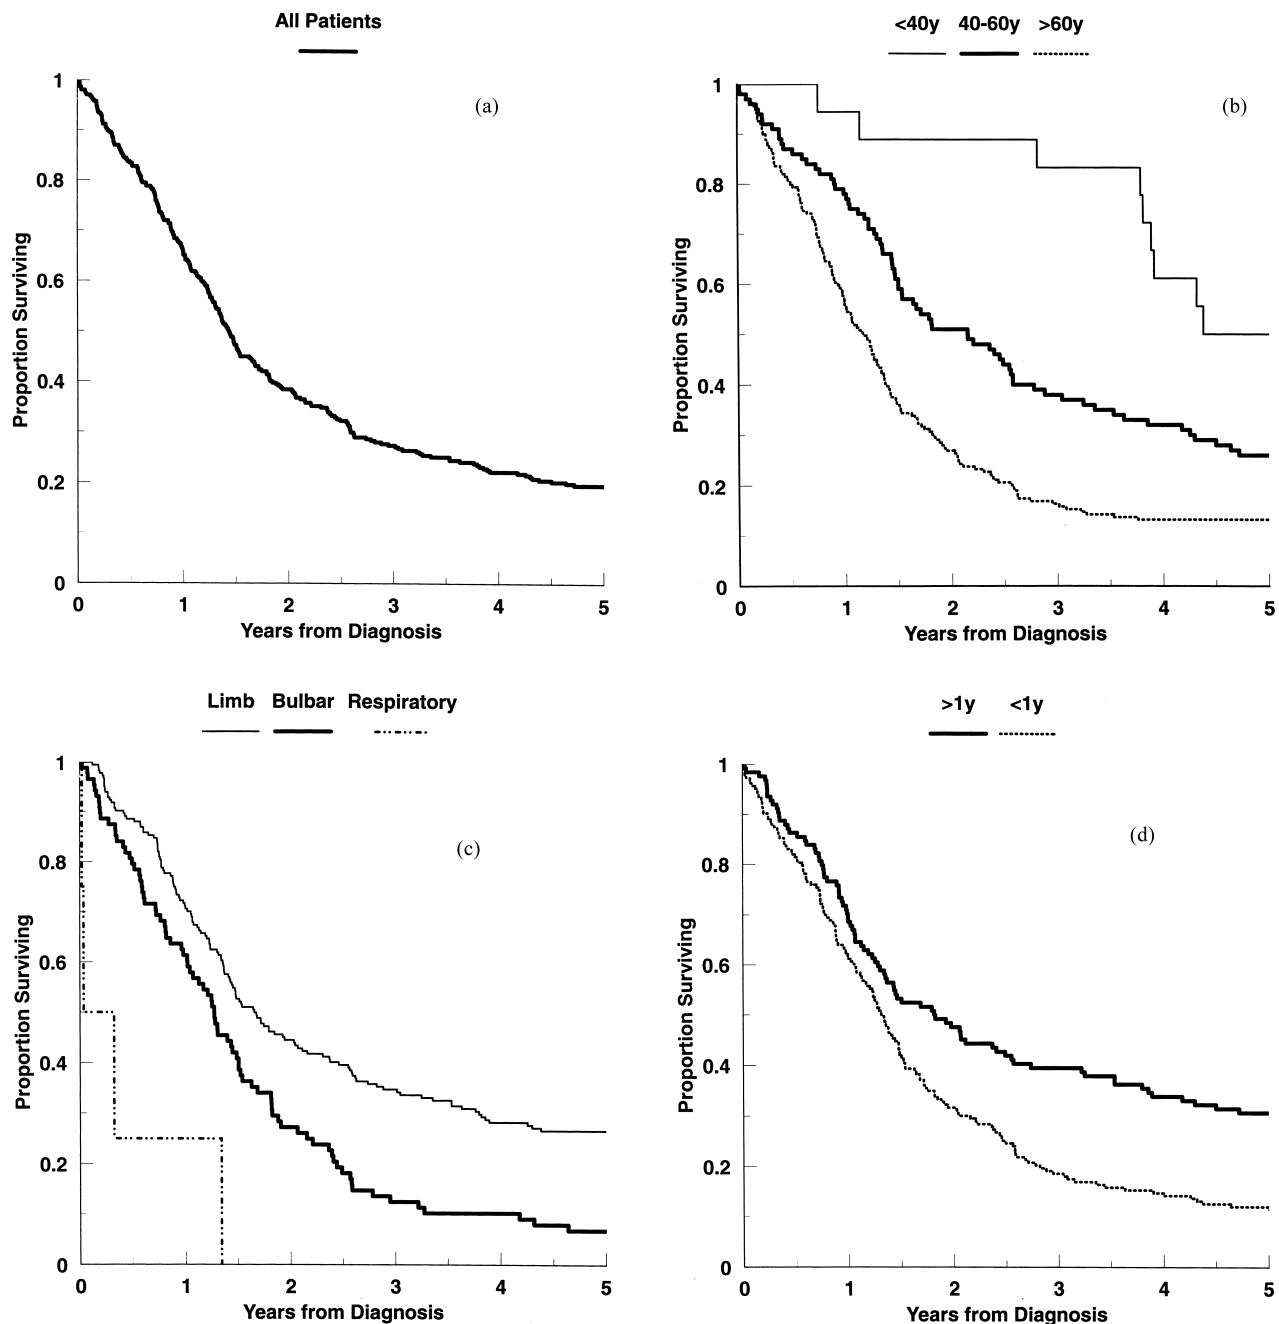 All Patients
(a)
1
0.8
0.6
0.4
0.2
0
Proportion Surviving
0 1 2 3 4 5
Years from Diagnosis
<40y 40-60y >60y
(b)
1
0.8
0.6
0.4
0.2
0
Proportion Surviving
0 1 2 3 4 5
Years from Diagnosis
Limb Bulbar Respiratory
(c)
1
0.8
0.6
0.4
0.2
0
Proportion Surviving
0 1 2 3 4 5
Years from Diagnosis
>1y <1y
(d)
1
0.8
0.6
0.4
0.2
0
Proportion Surviving
0 1 2 3 4 5
Years from Diagnosis